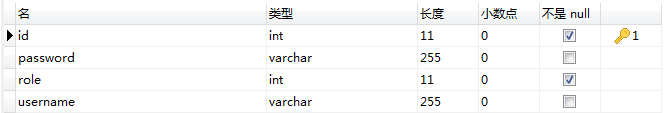 名 类型 长度 小数点 不是 null
id int 11 0 1
password varchar 255 0
role int 11 0
username varchar 255 0